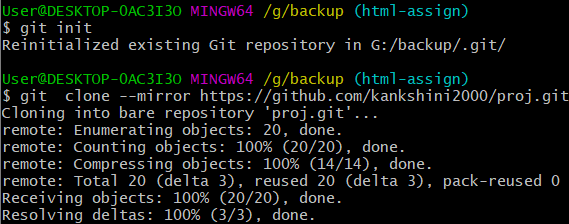 User@DESKTOP-0AC3I3O MINGW64 /g/backup (html-assign)
$ git init
Reinitialized existing Git repository in G:/backup/.git/
User@DESKTOP-0AC3I3O MINGW64 /g/backup (html-assign)
$ git  clone --mirror https://github.com/kankshini2000/proj.git
Cloning into bare repository 'proj.git'...
remote: Enumerating objects: 20, done.
remote: Counting objects: 100% (20/20), done.
remote: Compressing objects: 100% (14/14), done.
remote: Total 20 (delta 3), reused 20 (delta 3), pack-reused 0
Receiving objects: 100% (20/20), done.
Resolving deltas: 100% (3/3), done.